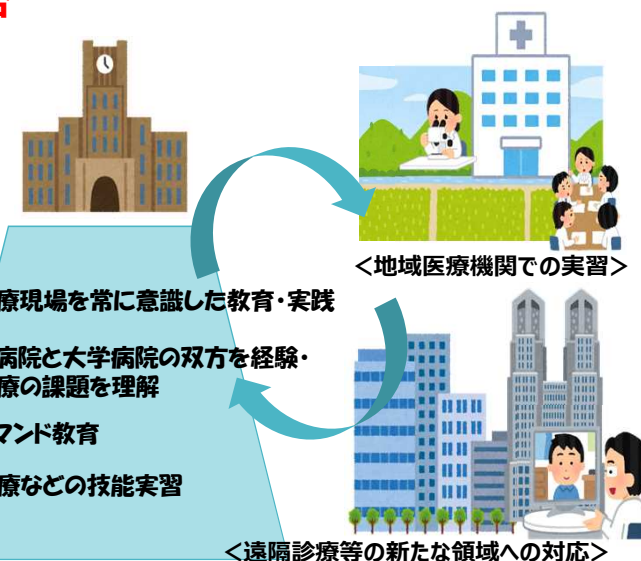 ＜地域医療機関での実習＞
療現場を常に意識した教育・実践
病院と大学病院の双方を経験・
療の課題を理解
マンド教育
療などの技能実習
＜遠隔診療等の新たな領域への対応＞